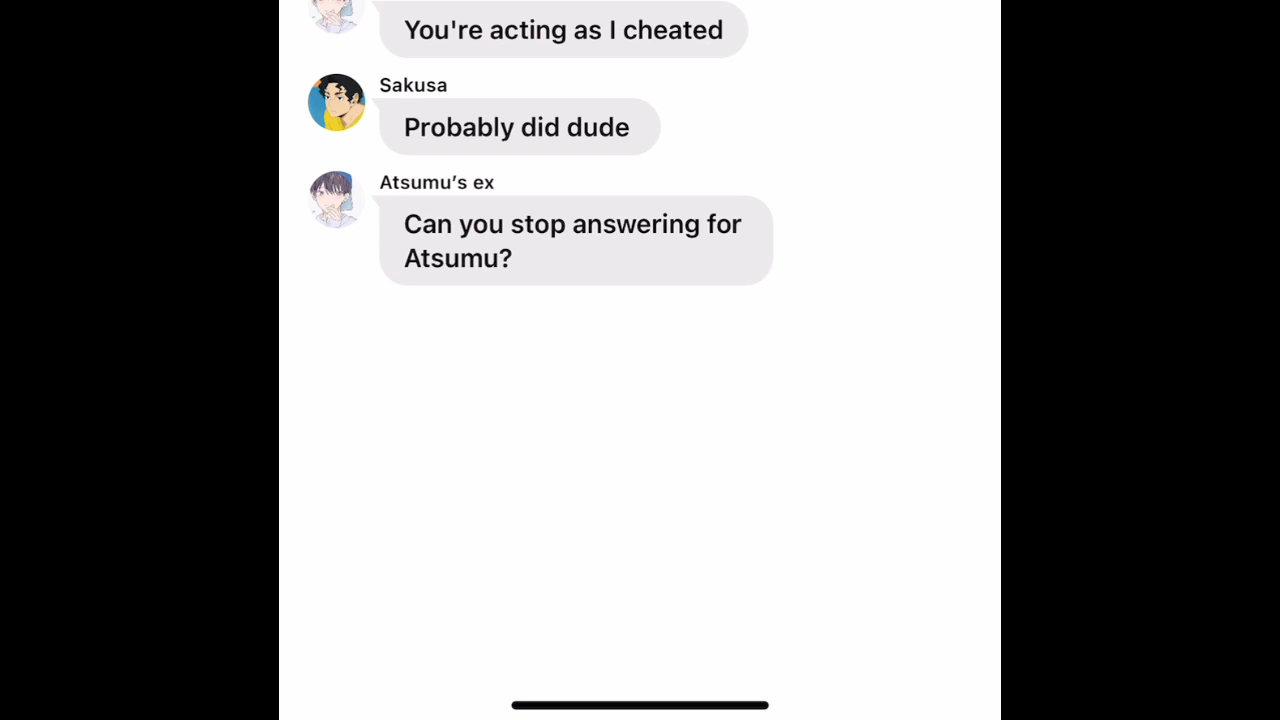 You're acting as I cheated
Sakusa
Probably did dude
Atsumu’s ex
Can you stop answering for
Atsumu?